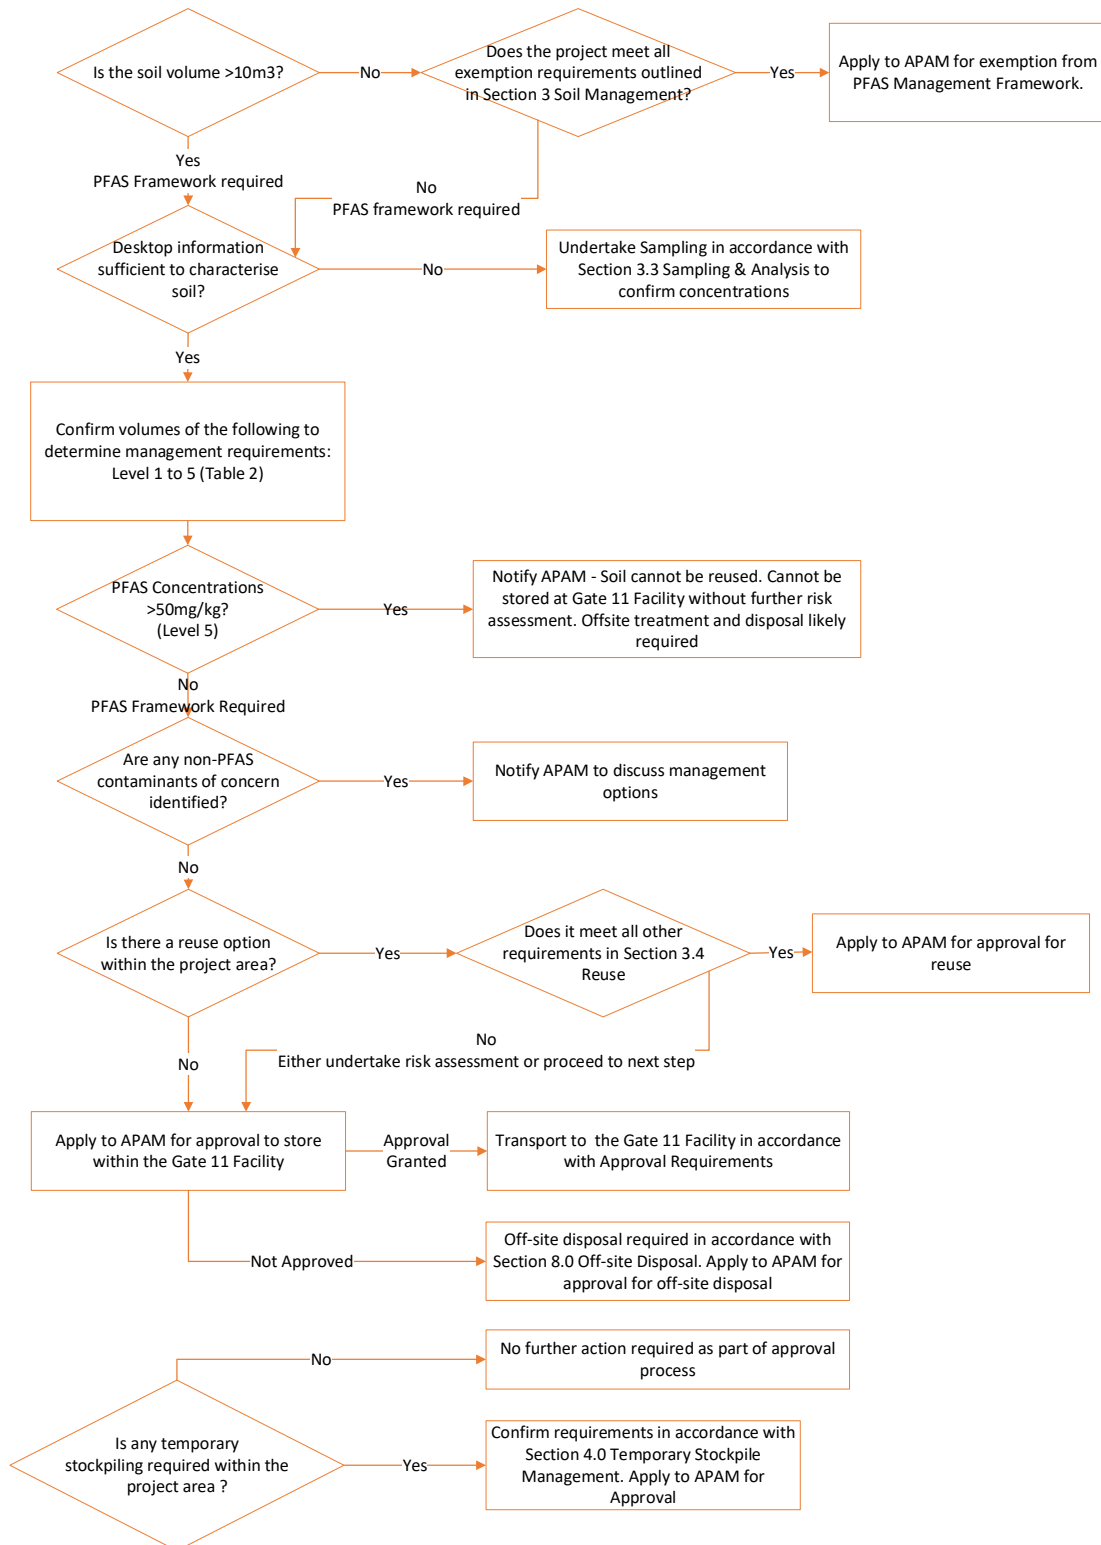 Is the soil volume >10m3?
No
Does the project meet all
exemption requirements outlined
in Section 3 Soil Management?
Yes
Apply to APAM for exemption from
PFAS Management Framework.
Yes
PFAS Framework required
No
PFAS framework required
Desktop information
sufficient to characterise
soil?
No
Undertake Sampling in accordance with
Section 3.3 Sampling & Analysis to
confirm concentrations
Yes
Confirm volumes of the following to
determine management requirements:
Level 1 to 5 (Table 2)
PFAS Concentrations
>50mg/kg?
(Level 5)
Yes
Notify APAM - Soil cannot be reused. Cannot be
stored at Gate 11 Facility without further risk
assessment. Offsite treatment and disposal likely
required
No
PFAS Framework Required
Are any non-PFAS
contaminants of concern
identified?
Yes
Notify APAM to discuss management
options
No
Is there a reuse option
within the project area?
Yes
Does it meet all other
requirements in Section 3.4
Reuse
Yes
Apply to APAM for approval for
reuse
No
Either undertake risk assessment or proceed to next step
No
Apply to APAM for approval to store
within the Gate 11 Facility
Approval
Granted
Transport to  the Gate 11 Facility in accordance
with Approval Requirements
Not Approved
Off-site disposal required in accordance with
Section 8.0 Off-site Disposal. Apply to APAM for
approval for off-site disposal
No
No further action required as part of approval
process
Is any temporary
stockpiling required within the
project area ?
Yes
Confirm requirements in accordance with
Section 4.0 Temporary Stockpile
Management. Apply to APAM for
Approval